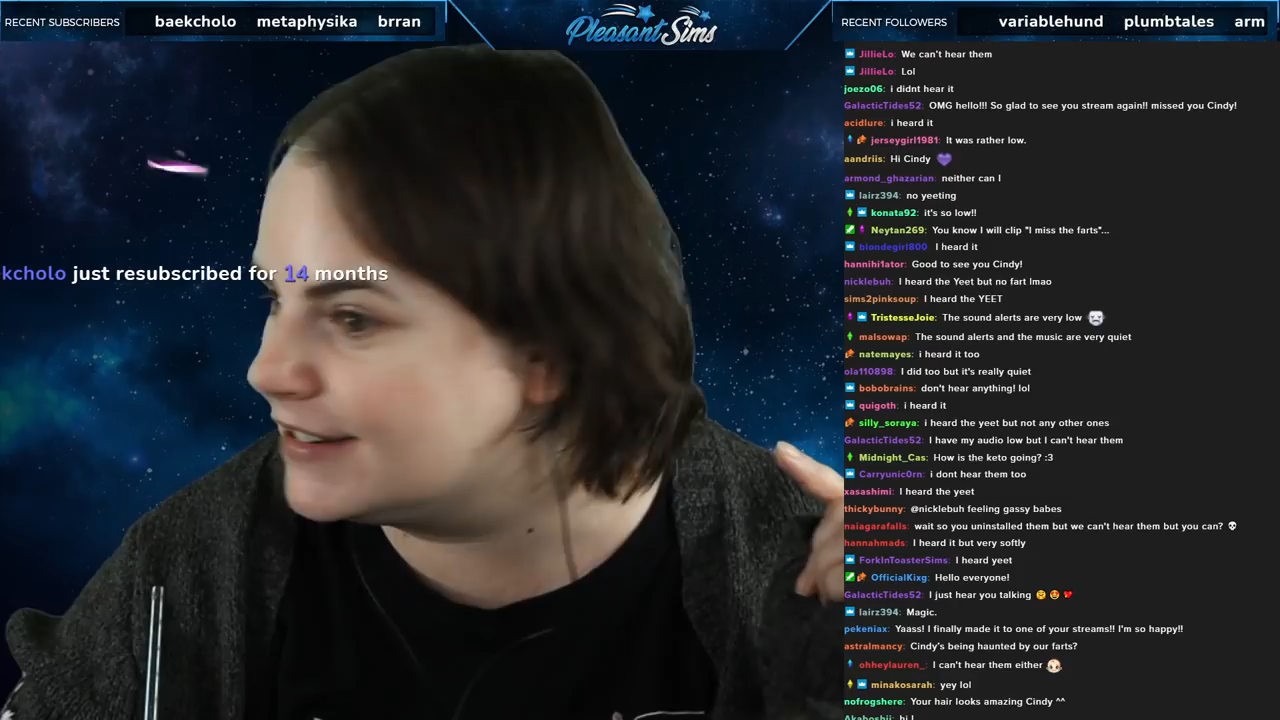 RECENT SUBSCRIBERS baekcholo metaphysika brran
PleasantSims
RECENT FOLLOWERS variablehund plumbtales arm
kcholo just resubscribed for 14 months
JillieLo: We can't hear them
JillieLo: Lol
joezo06: i didnt hear it
GalacticTides52: OMG hello!!! So glad to see you stream again!! missed you Cindy!
acidlure: i heard it
jerseygirl1981: It was rather low.
aandriis: Hi Cindy
armond_ghazarian: neither can I
lairz394: no yeeting
konata92: it's so low!!
Neytan269: You know I will clip "I miss the farts"...
blondegirl800 I heard it
hannihi1ator: Good to see you Cindy!
nicklebuh: I heard the Yeet but no fart lmao
sims2pinksoup: I heard the YEET
TristesseJoie: The sound alerts are very low
malsowap: The sound alerts and the music are very quiet
natemayes: i heard it too
ola110898: I did too but it's really quiet
bobobrains: don't hear anything! lol
quigoth: i heard it
silly_soraya: i heard the yeet but not any other ones
GalacticTides52: I have my audio low but I can't hear them
Midnight_Cas: How is the keto going? :3
Carryunic0rn: i dont hear them too
xasashimi: I heard the yeet
thickybunny: @nicklebuh feeling gassy babes
naiagarafalls: wait so you uninstalled them but we can't hear them but you can? 💀
hannahmads: I heard it but very softly
ForkInToasterSims: I heard yeet
OfficialKixg: Hello everyone!
GalacticTides52: I just hear you talking
lairz394: Magic.
pekeniax: Yaass! I finally made it to one of your streams!! I'm so happy!!
astralmancy: Cindy's being haunted by our farts?
ohheylauren_: I can't hear them either
minakosarah: yey lol
nofrogshere: Your hair looks amazing Cindy ^^
Akaboshii: hi !